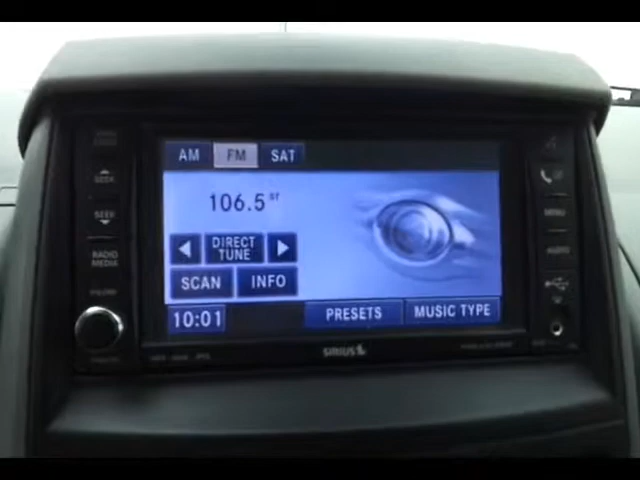 AM FM SAT
SEEK
106.5 ST
SEEK
MENU
RADIO
MEDIA
DIRECT
TUNE
AUDIO
SCAN INFO
10:01 PRESETS MUSIC TYPE
SIRIUS